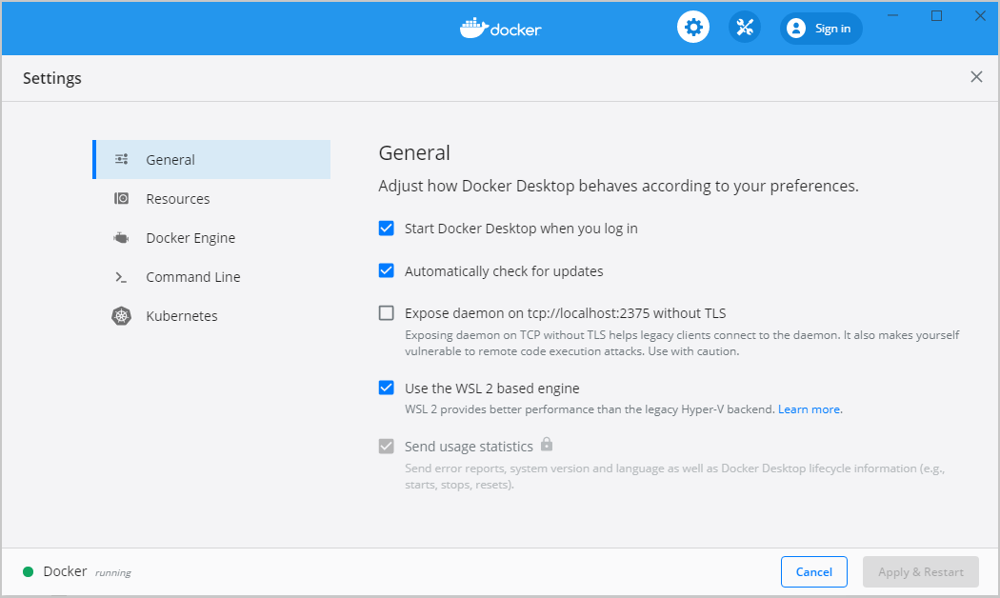 docker
Sign in
Settings
General
Resources
Docker Engine
Command Line
Kubernetes
General
Adjust how Docker Desktop behaves according to your preferences.
Start Docker Desktop when you log in
Automatically check for updates
Expose daemon on tcp://localhost:2375 without TLS
Exposing daemon on TCP without TLS helps legacy clients connect to the daemon. It also makes yourself
vulnerable to remote code execution attacks. Use with caution.
Use the WSL 2 based engine
WSL 2 provides better performance than the legacy Hyper-V backend. Learn more.
Send usage statistics
Send error reports, system version and language as well as Docker Desktop lifecycle information (e.g.,
starts, stops, resets).
Docker running
Cancel
Apply & Restart